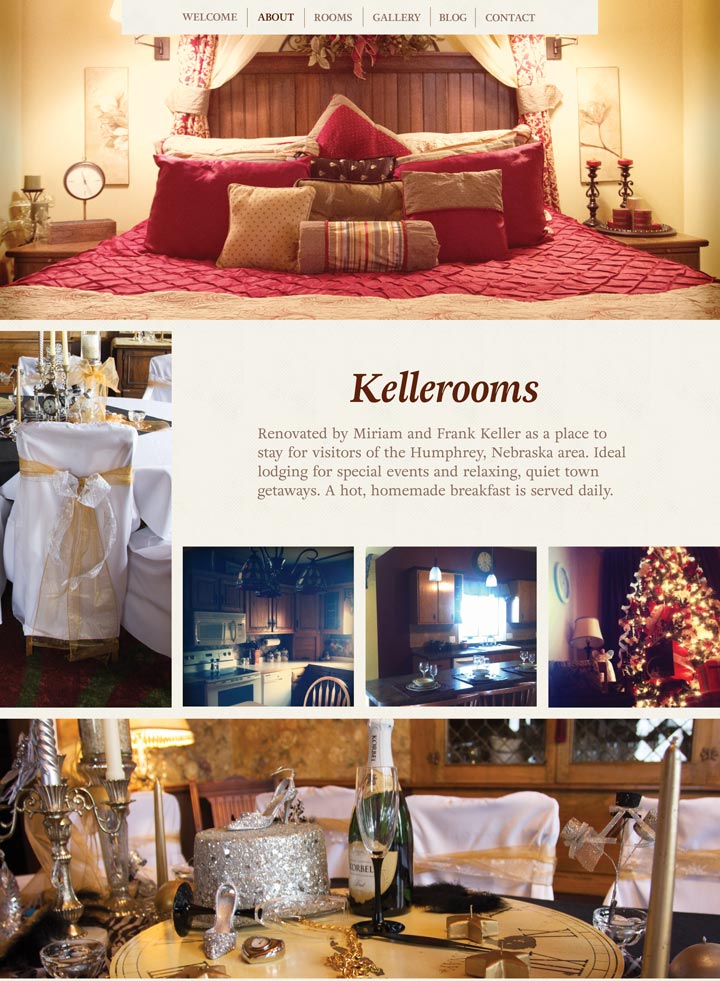 WELCOME ABOUT ROOMS GALLERY BLOG CONTACT
Kellerooms
Renovated by Miriam and Frank Keller as a place to
stay for visitors of the Humphrey, Nebraska area. Ideal
lodging for special events and relaxing, quiet town
getaways. A hot, homemade breakfast is served daily.
KORBEL
KORBEL